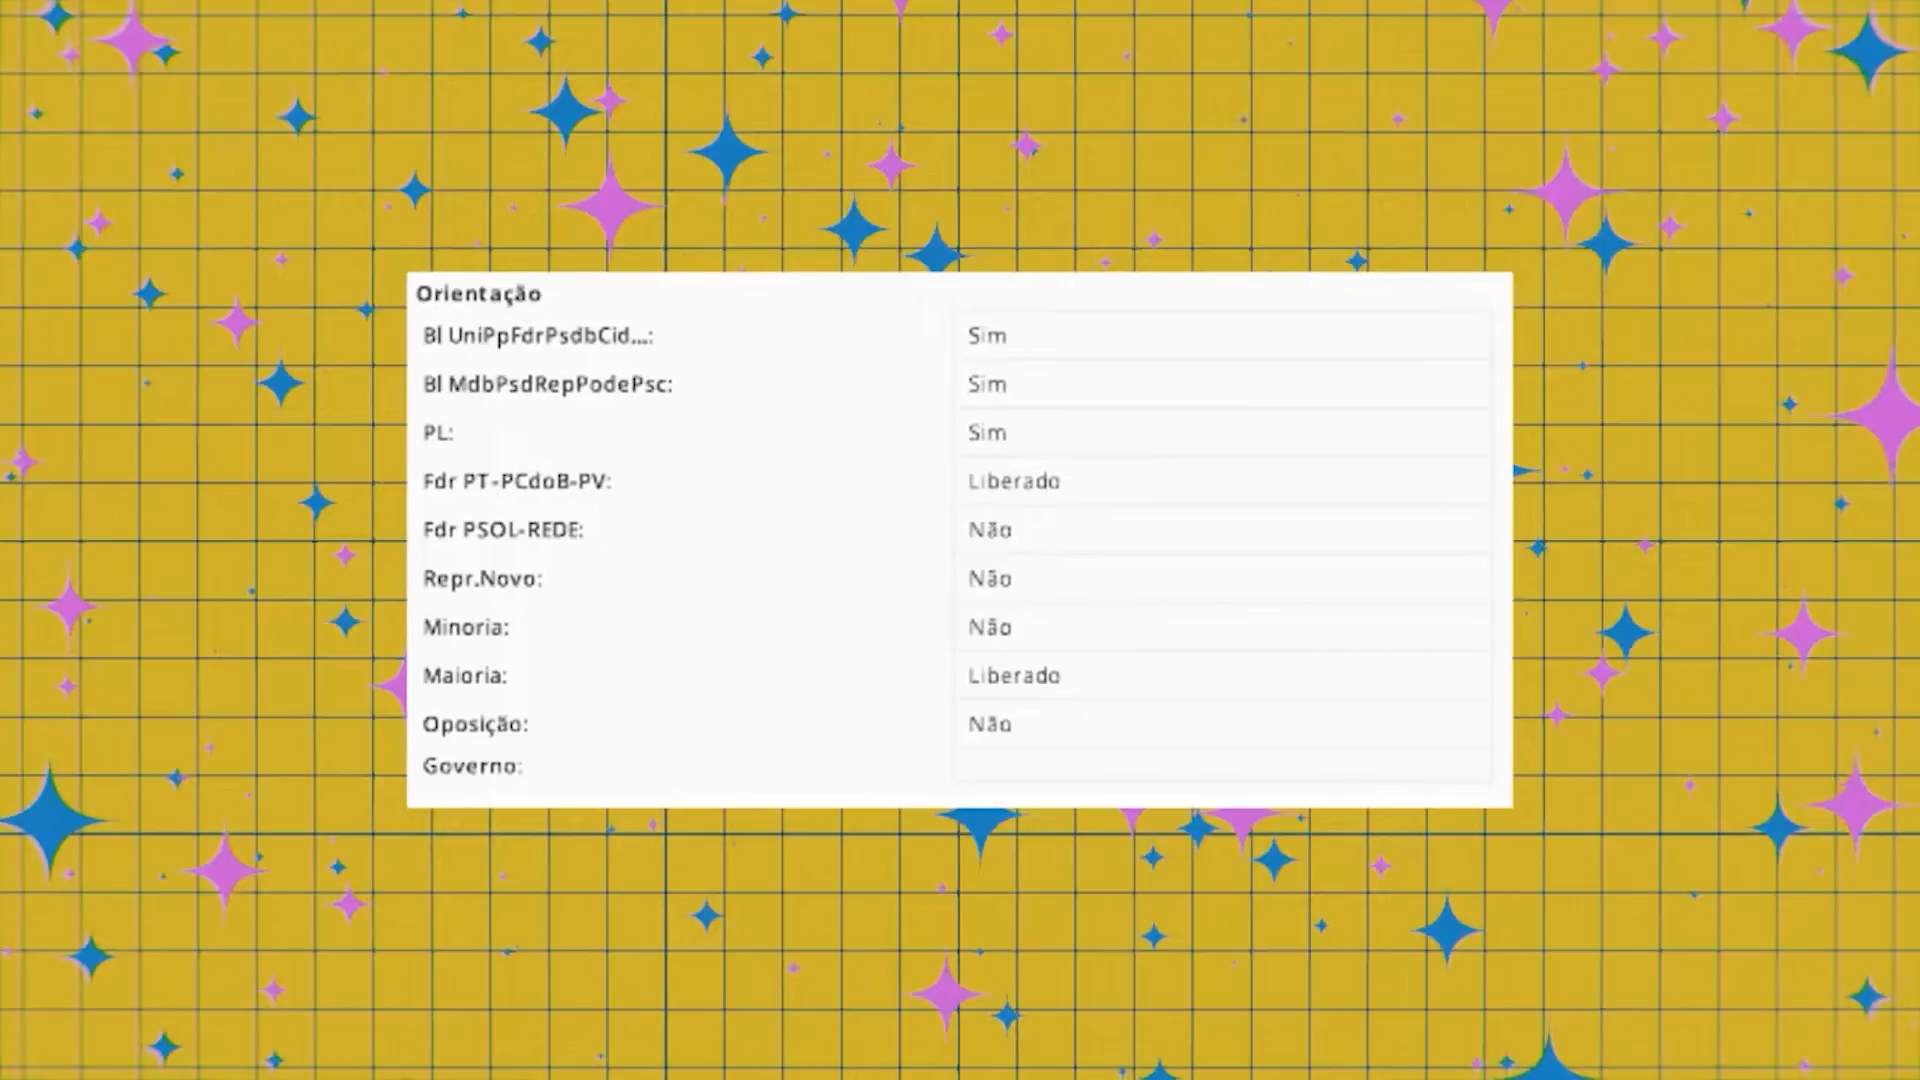 Orientação
Bl UniPpFdrPsdbCid...: Sim
Bl MdbPsdRepPodePsc: Sim
PL: Sim
Fdr PT-PCdoB-PV: Liberado
Fdr PSOL-REDE: Não
Repr.Novo: Não
Minoria: Não
Maioria: Liberado
Oposição: Não
Governo: